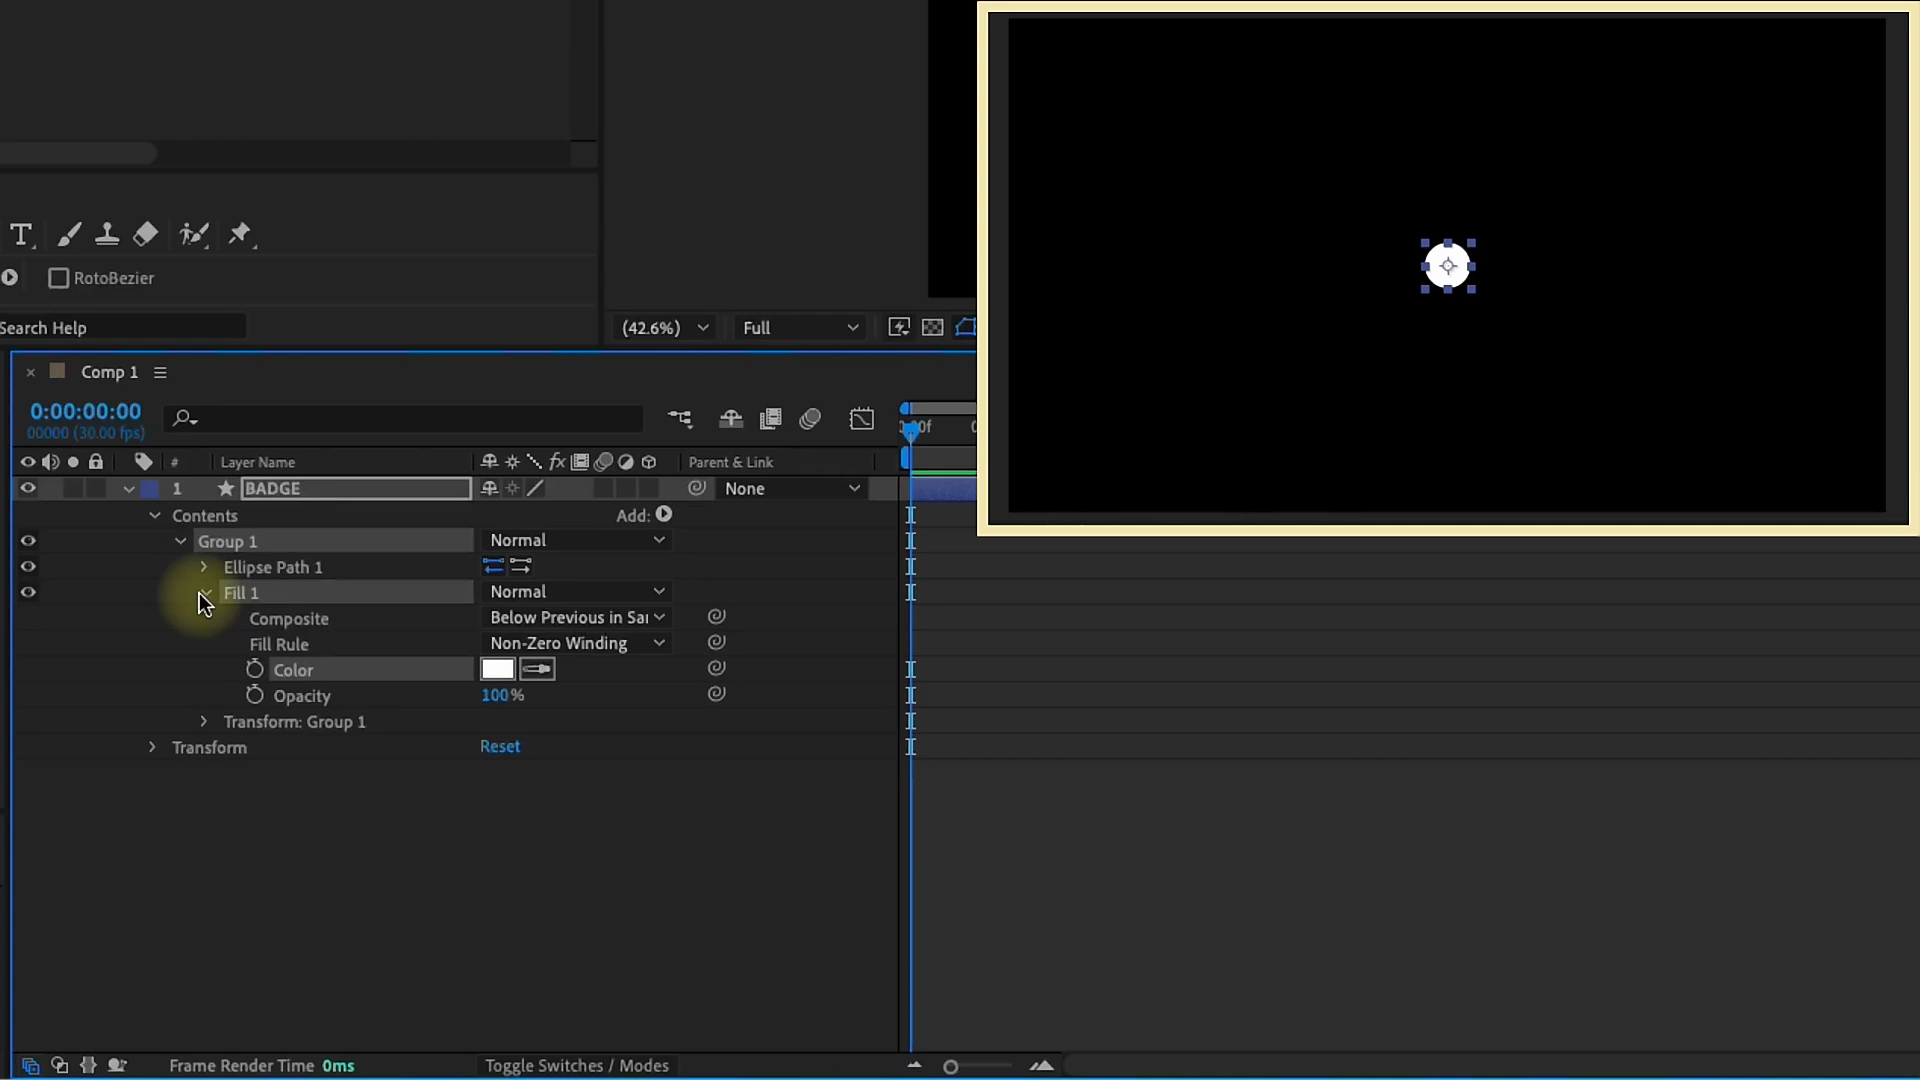 T
RotoBezier
Search Help
(42.6%) Full
Comp 1
0:00:00:00
00000 (30.00 fps)
# Layer Name fx Parent & Link
1 BADGE None
Contents Add:
Group 1 Normal
Ellipse Path 1
Fill 1 Normal
Composite Below Previous in Sa
Fill Rule Non-Zero Winding
Color
Opacity 100%
Transform: Group 1
Transform Reset
Frame Render Time 0ms Toggle Switches / Modes